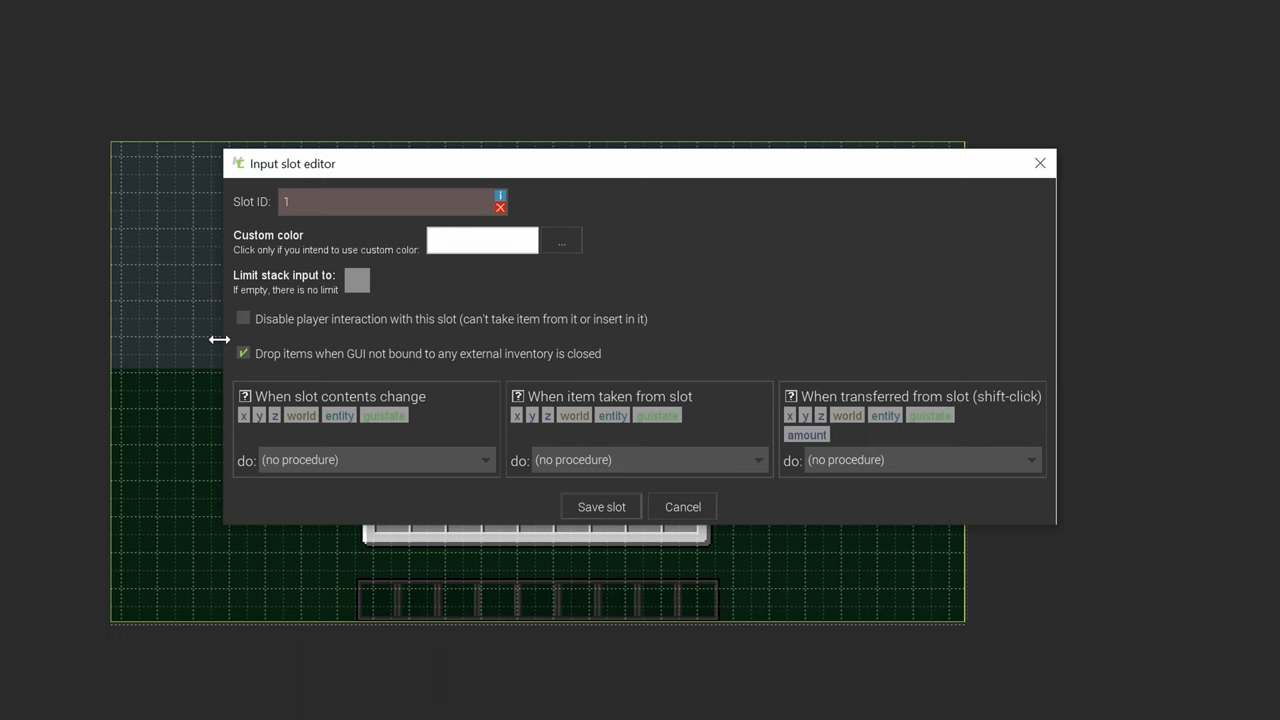 Input slot editor
Slot ID: 1
Custom color
Click only if you intend to use custom color: ...
Limit stack input to:
If empty, there is no limit
Disable player interaction with this slot (can't take item from it or insert in it)
Drop items when GUI not bound to any external inventory is closed
When slot contents change
x y z world entity guistate
do: (no procedure)
When item taken from slot
x y z world entity guistate
do: (no procedure)
When transferred from slot (shift-click)
x y z world entity guistate
amount
do: (no procedure)
Save slot Cancel